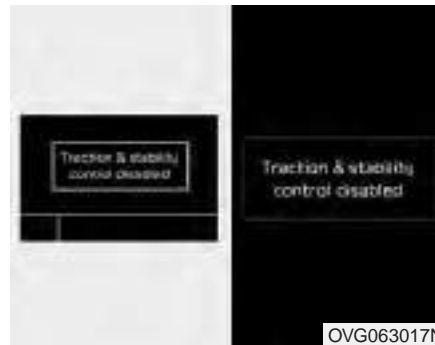 Traction & stability
control disabled
Traction & stability
control disabled
OVG063017N